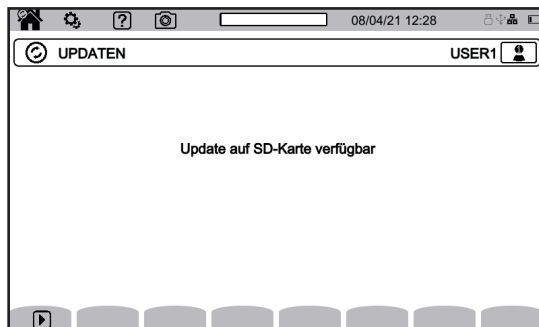 08/04/21 12:28
UPDATEN
USER1
Update auf SD-Karte verfügbar